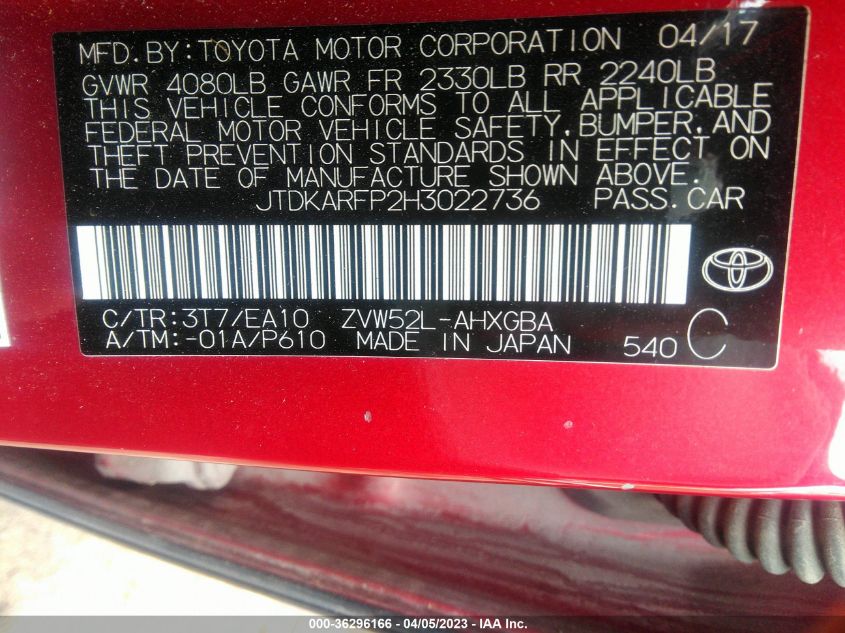 MFD. BY: TOYOTA MOTOR CORPORATION 04/17
GVWR 4080LB GAWR FR 2330LB RR 2240LB
THIS VEHICLE CONFORMS TO ALL APPLICABLE
FEDERAL MOTOR VEHICLE SAFETY, BUMPER, AND
THEFT PREVENTION STANDARDS IN EFFECT ON
THE DATE OF MANUFACTURE SHOWN ABOVE.
JTDKARFP2H3022736 PASS. CAR
C/TR: 3T7/EA10 ZVW52L-AHXGBA
A/TM: -01A/P610 MADE IN JAPAN 540 C
000-36296166 - 04/05/2023 - IAA, Inc.